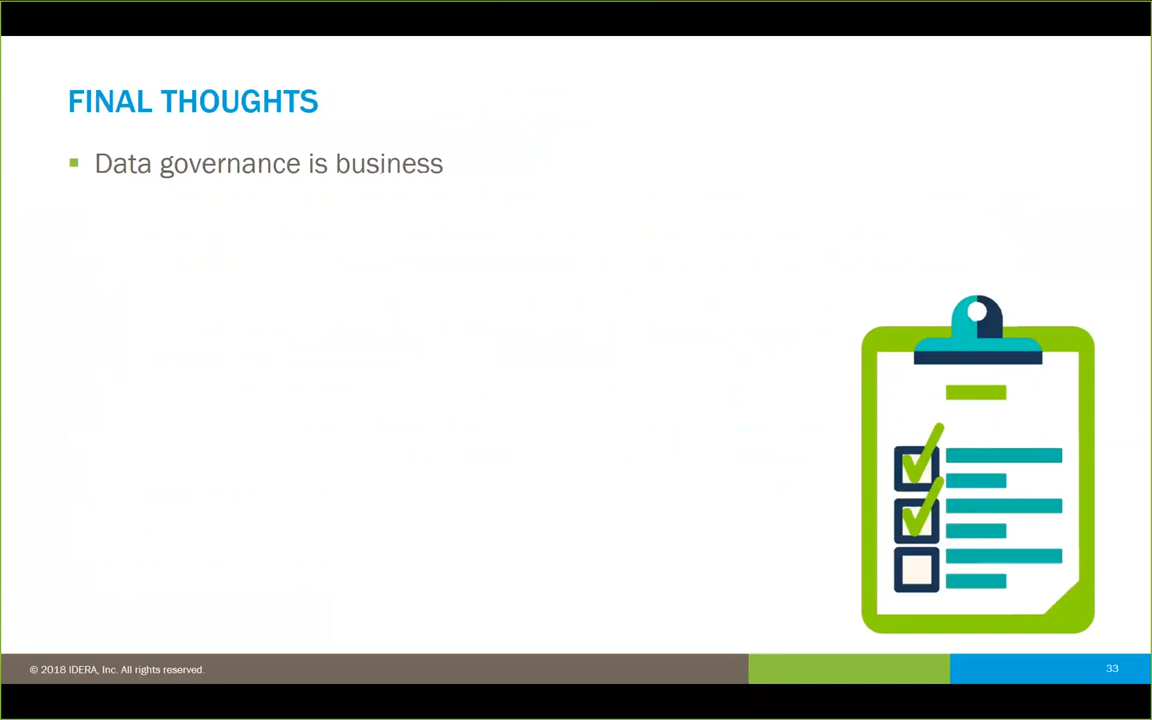 FINAL THOUGHTS
Data governance is business
© 2018 IDERA, Inc. All rights reserved.
33